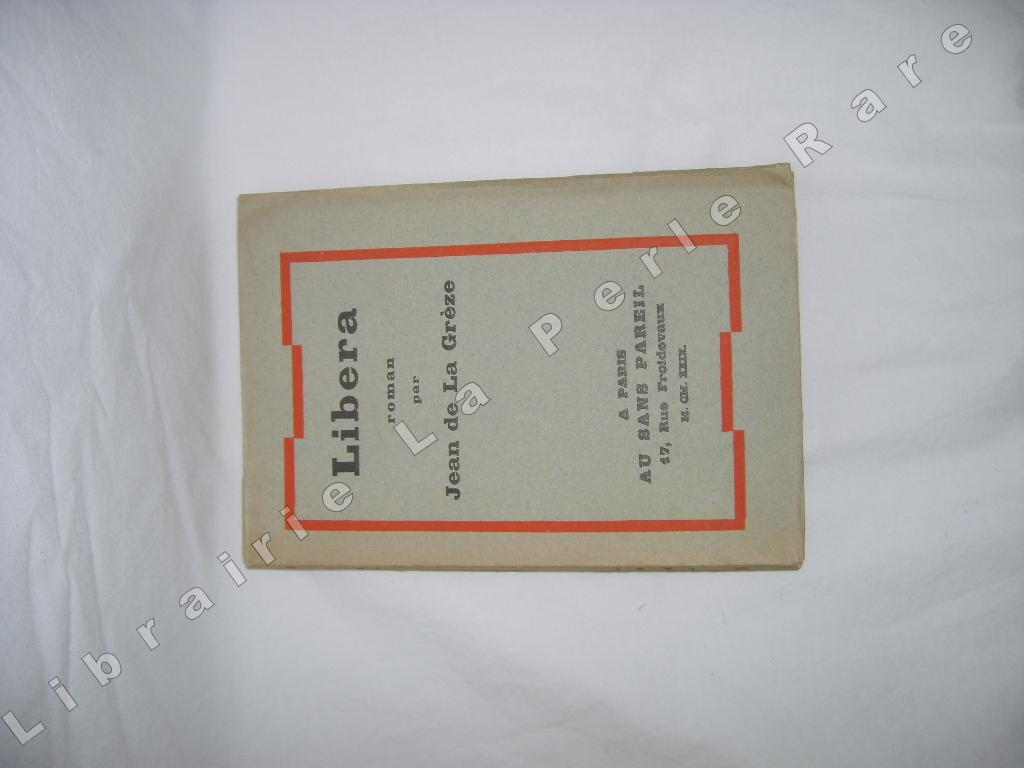 Libera
roman
par
Jean de La Grèze
A PARIS
AU SANS PAREIL
17, Rue Froidevaux
M. CM. XXIX.
Librairie La Perle Rare